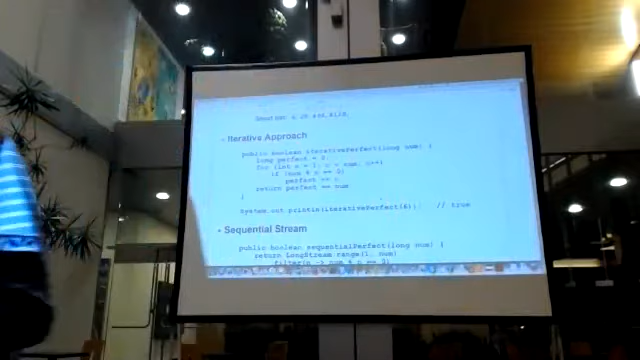 • Iterative Approach
public boolean iterativePerfect(long num) {
long perfect = 0;
for (int c = 1; c < num; c++)
if (num % c == 0)
perfect += c;
return perfect == num
}
System.out.println(iterativePerfect(6)); // true
• Sequential Stream
public boolean sequentialPerfect(long num) {
return LongStream.range(1, num)
num % n == 0)